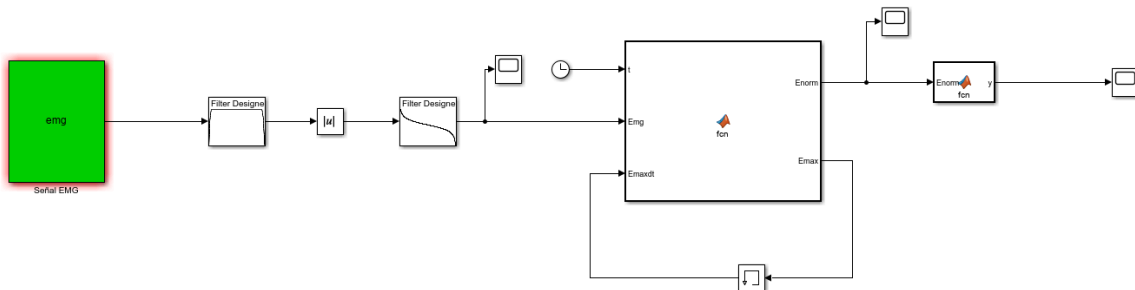 emg
Señal EMG
Filter Designe
|u|
Filter Designe
t
Emg
Emaxdt
fcn
Enorm
Emax
Enorm
fcn
y